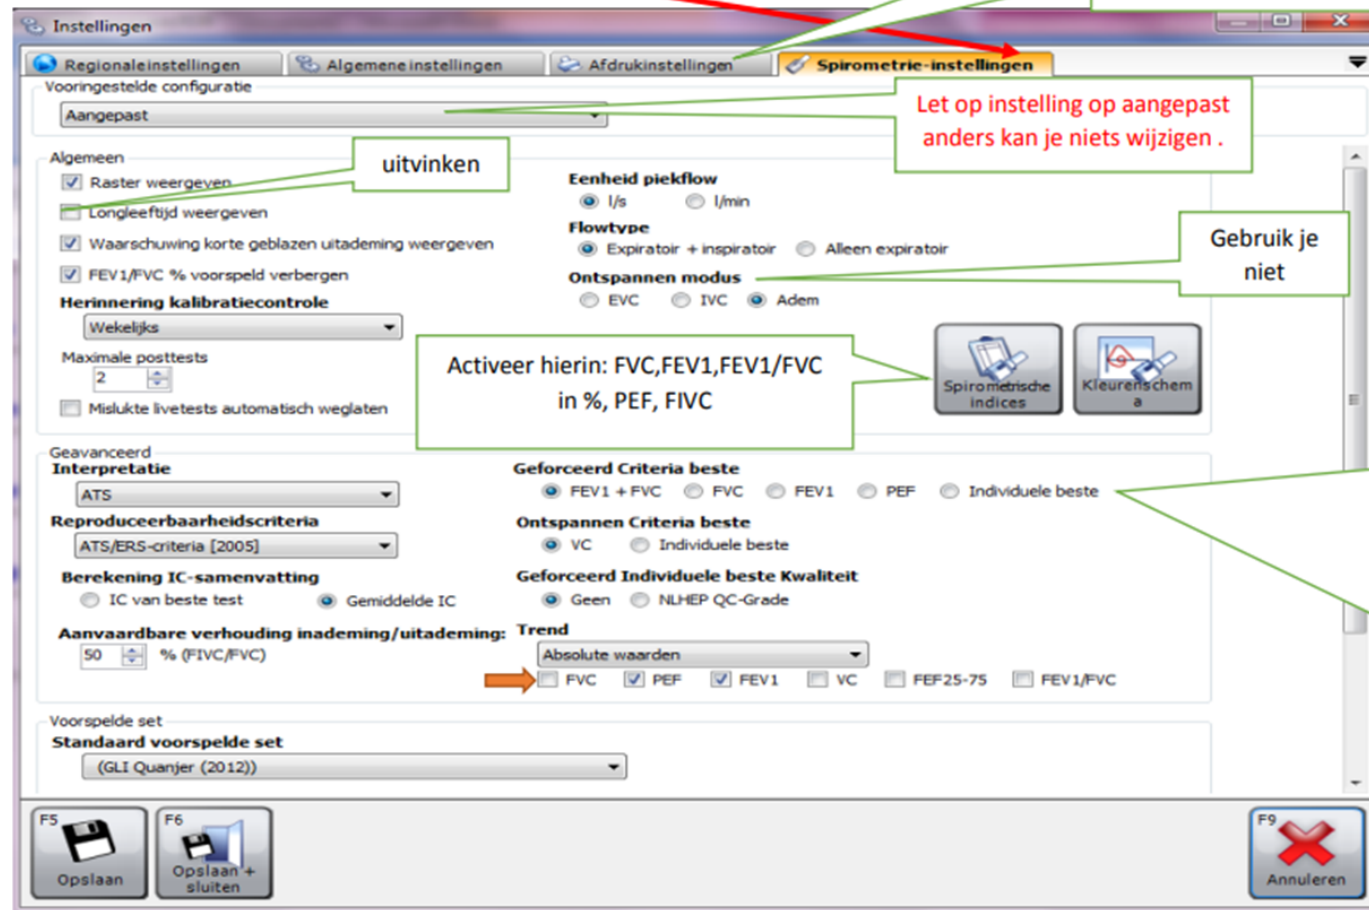 Instellingen
Regionaleinstellingen
Algemene instellingen
Afdrukinstellingen
Spirometrie-instellingen
Vooringestelde configuratie
Aangepast
Let op instelling op aangepast
anders kan je niets wijzigen .
Algemeen
uitvinken
Raster weergeven
Longleeftijd weergeven
Waarschuwing korte geblazen uitademing weergeven
FEV1/FVC % voorspeld verbergen
Herinnering kalibratiecontrole
Wekelijks
Maximale posttests
2
Mislukte livetests automatisch weglaten
Eenheid piekflow
l/s l/min
Flowtype
Expiratoir + inspiratoir Alleen expiratoir
Ontspannen modus
EVC IVC Adem
Gebruik je
niet
Activeer hierin: FVC,FEV1,FEV1/FVC
in %, PEF, FIVC
Spirometrische
indices
Kleurenschem
a
Geavanceerd
Interpretatie
ATS
Reproduceerbaarheidscriteria
ATS/ERS-criteria [2005]
Berekening IC-samenvatting
IC van beste test Gemiddelde IC
Aanvaardbare verhouding inademing/uitademing:
50 % (FIVC/FVC)
Geforceerd Criteria beste
FEV1 + FVC FVC FEV1 PEF Individuele beste
Ontspannen Criteria beste
VC Individuele beste
Geforceerd Individuele beste Kwaliteit
Geen NLHEP QC-Grade
Trend
Absolute waarden
FVC PEF FEV1 VC FEF25-75 FEV1/FVC
Voorspelde set
Standaard voorspelde set
(GLI Quanjer (2012))
F5
Opslaan
F6
Opslaan +
sluiten
F9
Annuleren